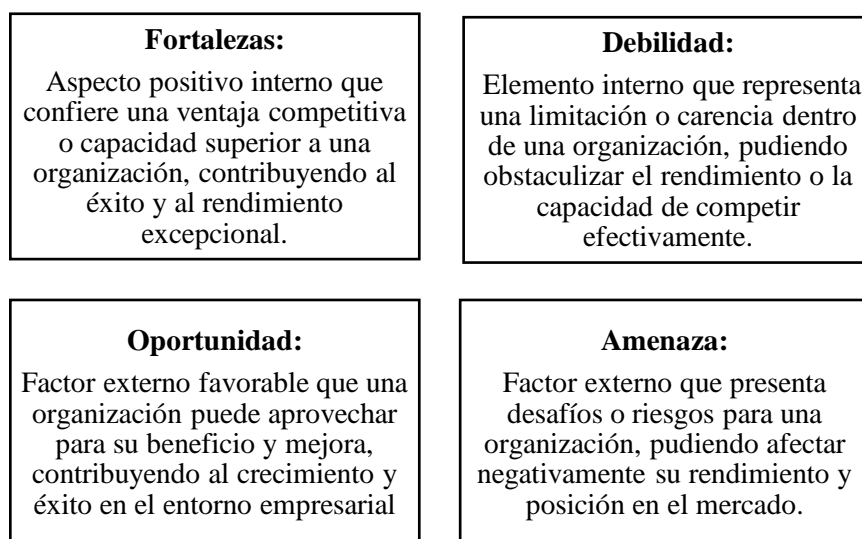 Fortalezas:
Aspecto positivo interno que
confiere una ventaja competitiva
o capacidad superior a una
organización, contribuyendo al
éxito y al rendimiento
excepcional.
Debilidad:
Elemento interno que representa
una limitación o carencia dentro
de una organización, pudiendo
obstaculizar el rendimiento o la
capacidad de competir
efectivamente.
Oportunidad:
Factor externo favorable que una
organización puede aprovechar
para su beneficio y mejora,
contribuyendo al crecimiento y
éxito en el entorno empresarial
Amenaza:
Factor externo que presenta
desafíos o riesgos para una
organización, pudiendo afectar
negativamente su rendimiento y
posición en el mercado.